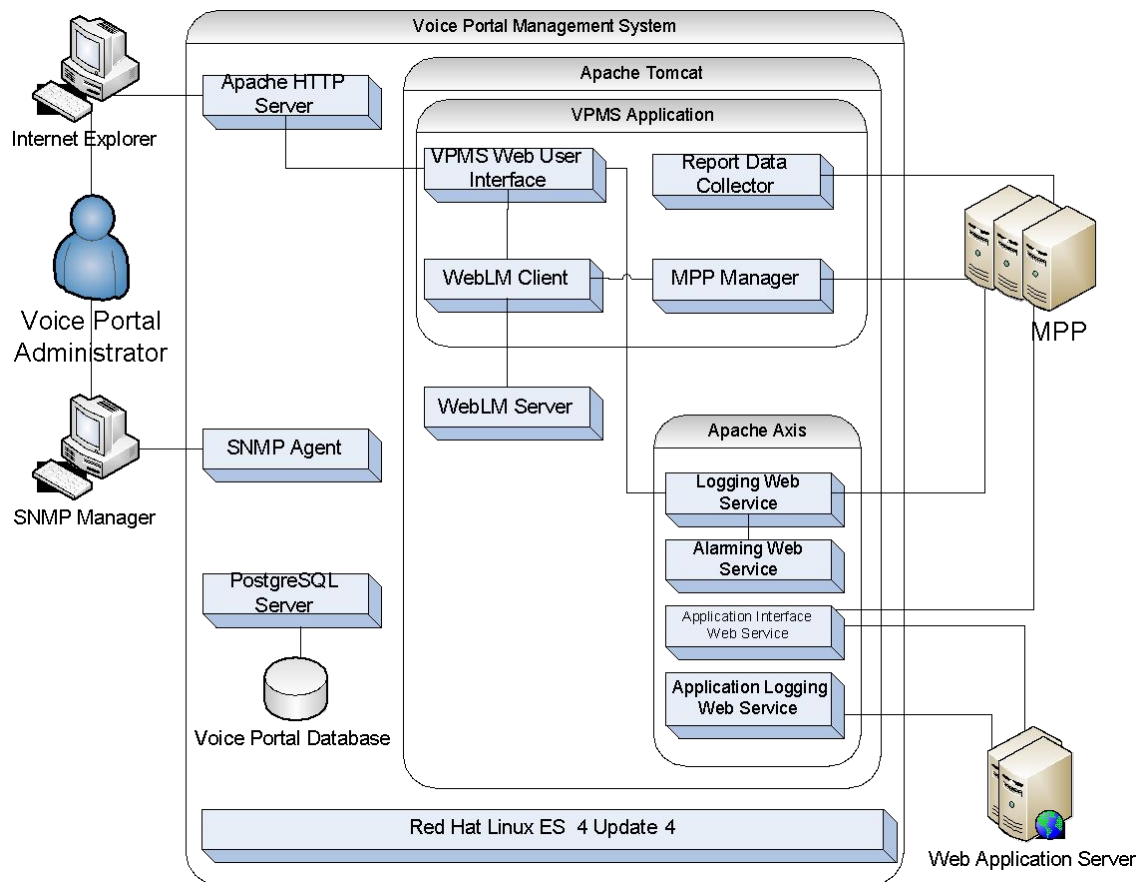 Voice Portal Management System
Apache Tomcat
VPMS Application
Internet Explorer
Apache HTTP
Server
VPMS Web User
Interface
Report Data
Collector
WebLM Client
MPP Manager
MPP
Voice Portal
Administrator
WebLM Server
SNMP Manager
SNMP Agent
Apache Axis
Logging Web
Service
Alarming Web
Service
Application Interface
Web Service
Application Logging
Web Service
PostgreSQL
Server
Voice Portal Database
Red Hat Linux ES 4 Update 4
Web Application Server